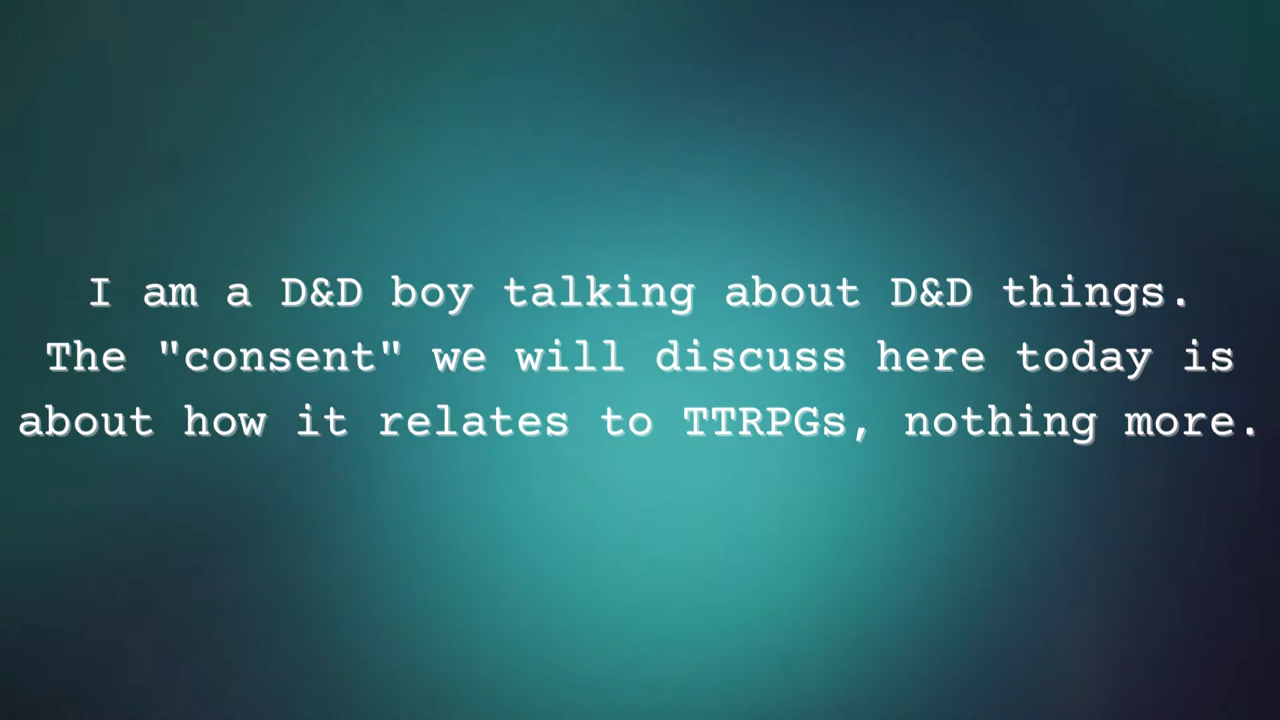 I am a D&D boy talking about D&D things.
The "consent" we will discuss here today is
about how it relates to TTRPGs, nothing more.